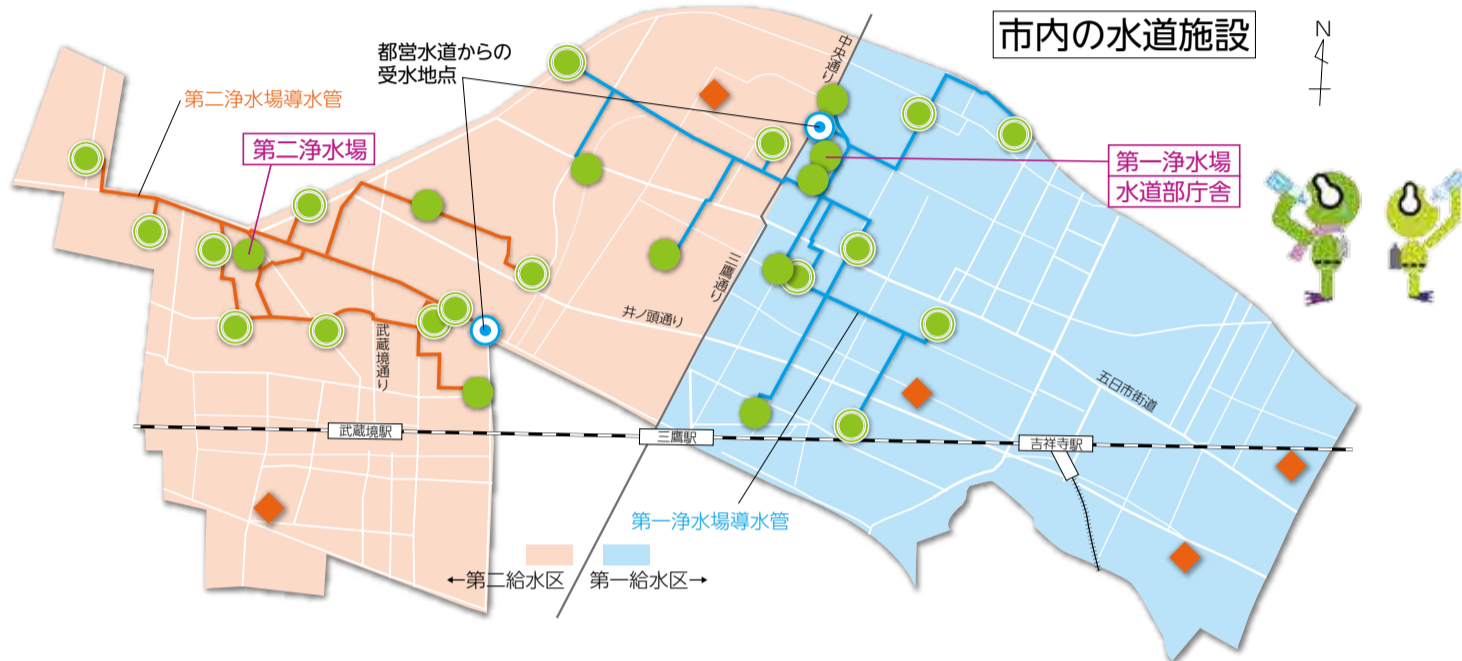 市内の水道施設
N
都営水道からの
受水地点
中央通り
第二浄水場導水管
第二浄水場
第一浄水場
水道部庁舎
三鷹通り
井ノ頭通り
武蔵境通り
五日市街道
武蔵境駅
三鷹駅
吉祥寺駅
第一浄水場導水管
←第二給水区
第一給水区→